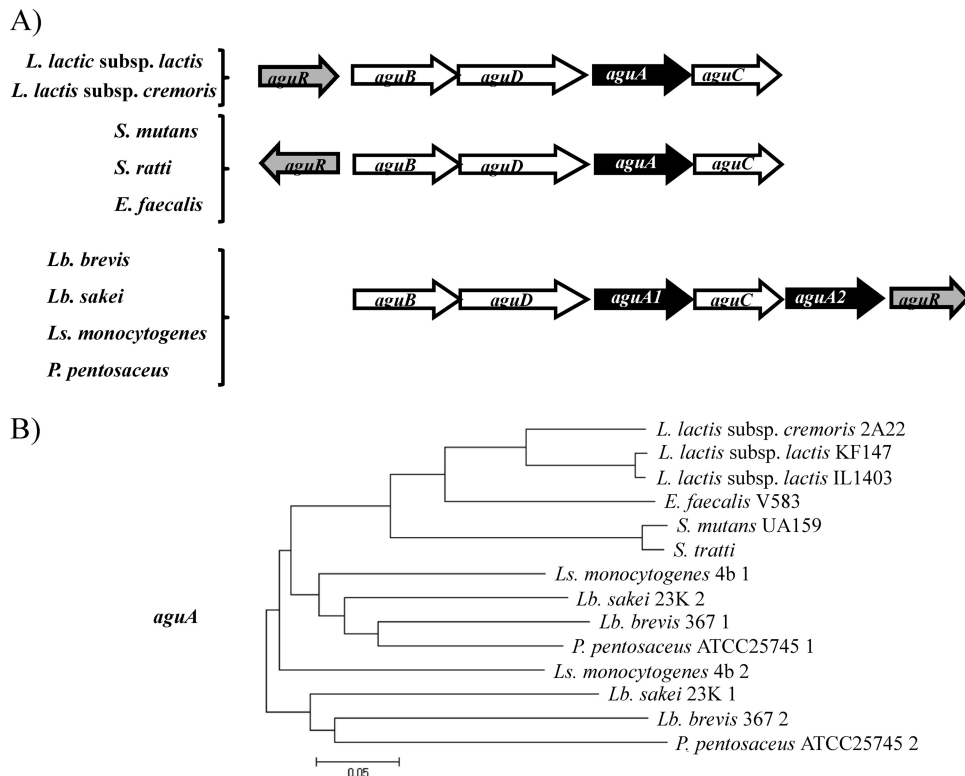 A)
L. lactic subsp. lactis
L. lactis subsp. cremoris
aguR aguB aguD aguA aguC
S. mutans
S. ratti
E. faecalis
aguR aguB aguD aguA aguC
Lb. brevis
Lb. sakei
Ls. monocytogenes
P. pentosaceus
aguB aguD aguA1 aguC aguA2 aguR
B)
L. lactis subsp. cremoris 2A22
L. lactis subsp. lactis KF147
L. lactis subsp. lactis IL1403
E. faecalis V583
S. mutans UA159
S. tratti
Ls. monocytogenes 4b 1
Lb. sakei 23K 2
aguA
Lb. brevis 367 1
P. pentosaceus ATCC25745 1
Ls. monocytogenes 4b 2
Lb. sakei 23K 1
Lb. brevis 367 2
P. pentosaceus ATCC25745 2
0.05